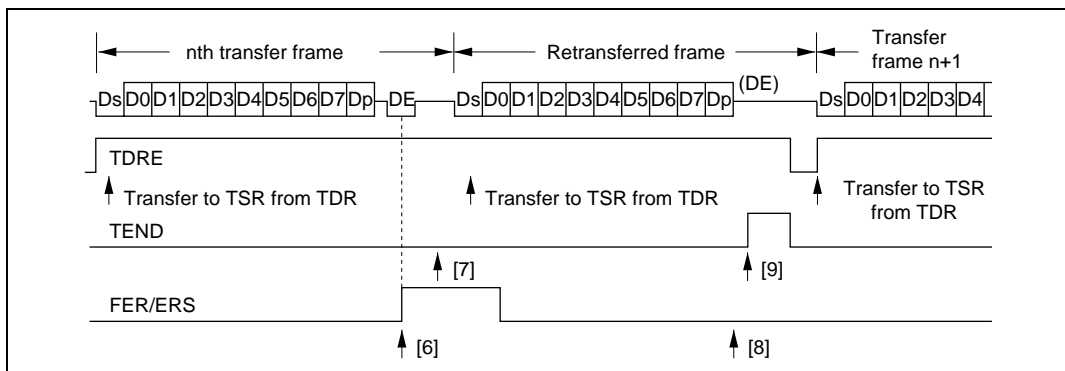 nth transfer frame Retransferred frame Transfer
frame n+1
Ds D0 D1 D2 D3 D4 D5 D6 D7 Dp DE Ds D0 D1 D2 D3 D4 D5 D6 D7 Dp (DE) Ds D0 D1 D2 D3 D4
TDRE
Transfer to TSR from TDR Transfer to TSR from TDR Transfer to TSR
from TDR
TEND
[7] [9]
FER/ERS
[6] [8]